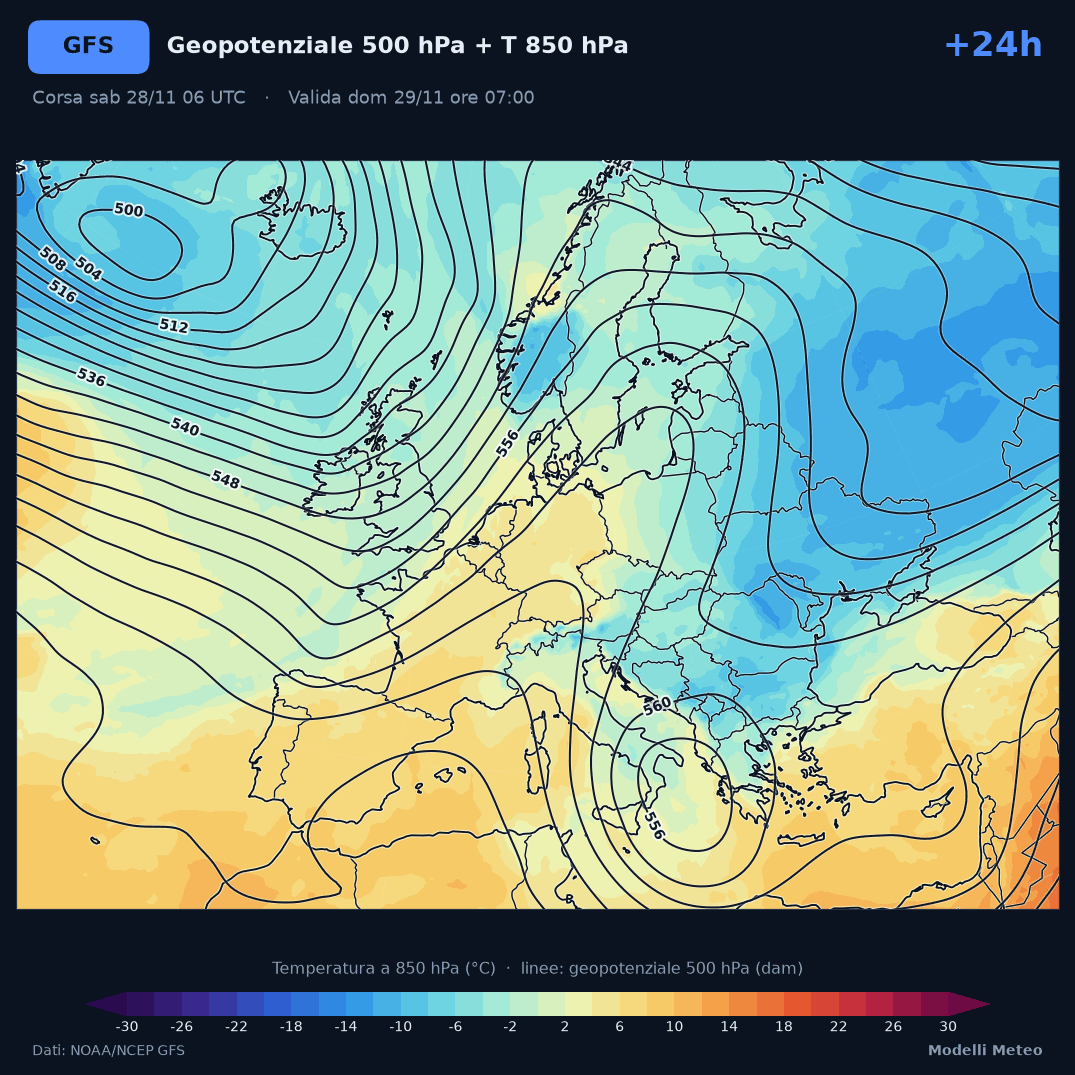 GFS
Geopotenziale 500 hPa + T 850 hPa
+24h
Corsa sab 28/11 06 UTC · Valida dom 29/11 ore 07:00
544
500
508
504
516
512
536
540
548
556
560
556
Temperatura a 850 hPa (°C) · linee: geopotenziale 500 hPa (dam)
-30 -26 -22 -18 -14 -10 -6 -2 2 6 10 14 18 22 26 30
Dati: NOAA/NCEP GFS
Modelli Meteo